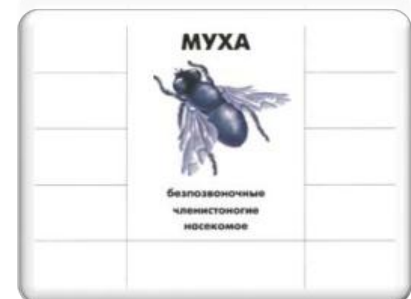 МУХА
безпозвоночные
членистоногие
насекомое